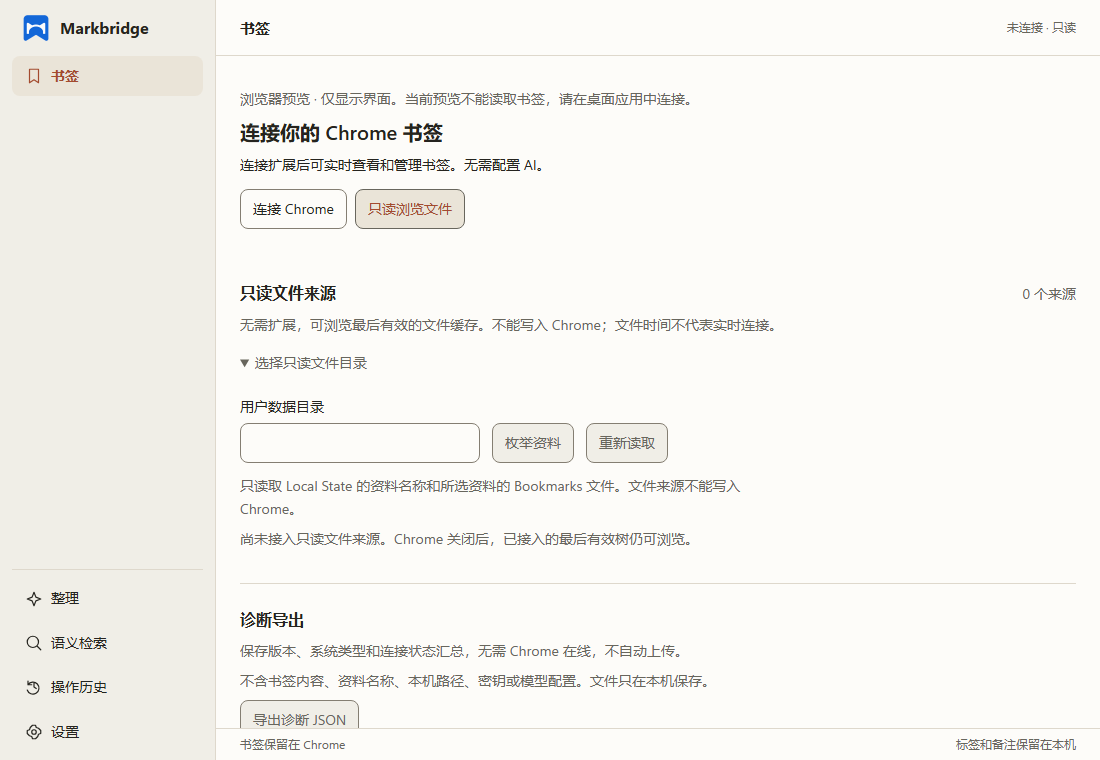 Markbridge
书签
整理
语义检索
操作历史
设置
书签
未连接 · 只读
浏览器预览 · 仅显示界面。当前预览不能读取书签，请在桌面应用中连接。
连接你的 Chrome 书签
连接扩展后可实时查看和管理书签。无需配置 AI。
连接 Chrome
只读浏览文件
只读文件来源
0 个来源
无需扩展，可浏览最后有效的文件缓存。不能写入 Chrome；文件时间不代表实时连接。
▼ 选择只读文件目录
用户数据目录
枚举资料
重新读取
只读取 Local State 的资料名称和所选资料的 Bookmarks 文件。文件来源不能写入
Chrome。
尚未接入只读文件来源。Chrome 关闭后，已接入的最后有效树仍可浏览。
诊断导出
保存版本、系统类型和连接状态汇总，无需 Chrome 在线，不自动上传。
不含书签内容、资料名称、本机路径、密钥或模型配置。文件只在本机保存。
导出诊断 JSON
书签保留在 Chrome
标签和备注保留在本机